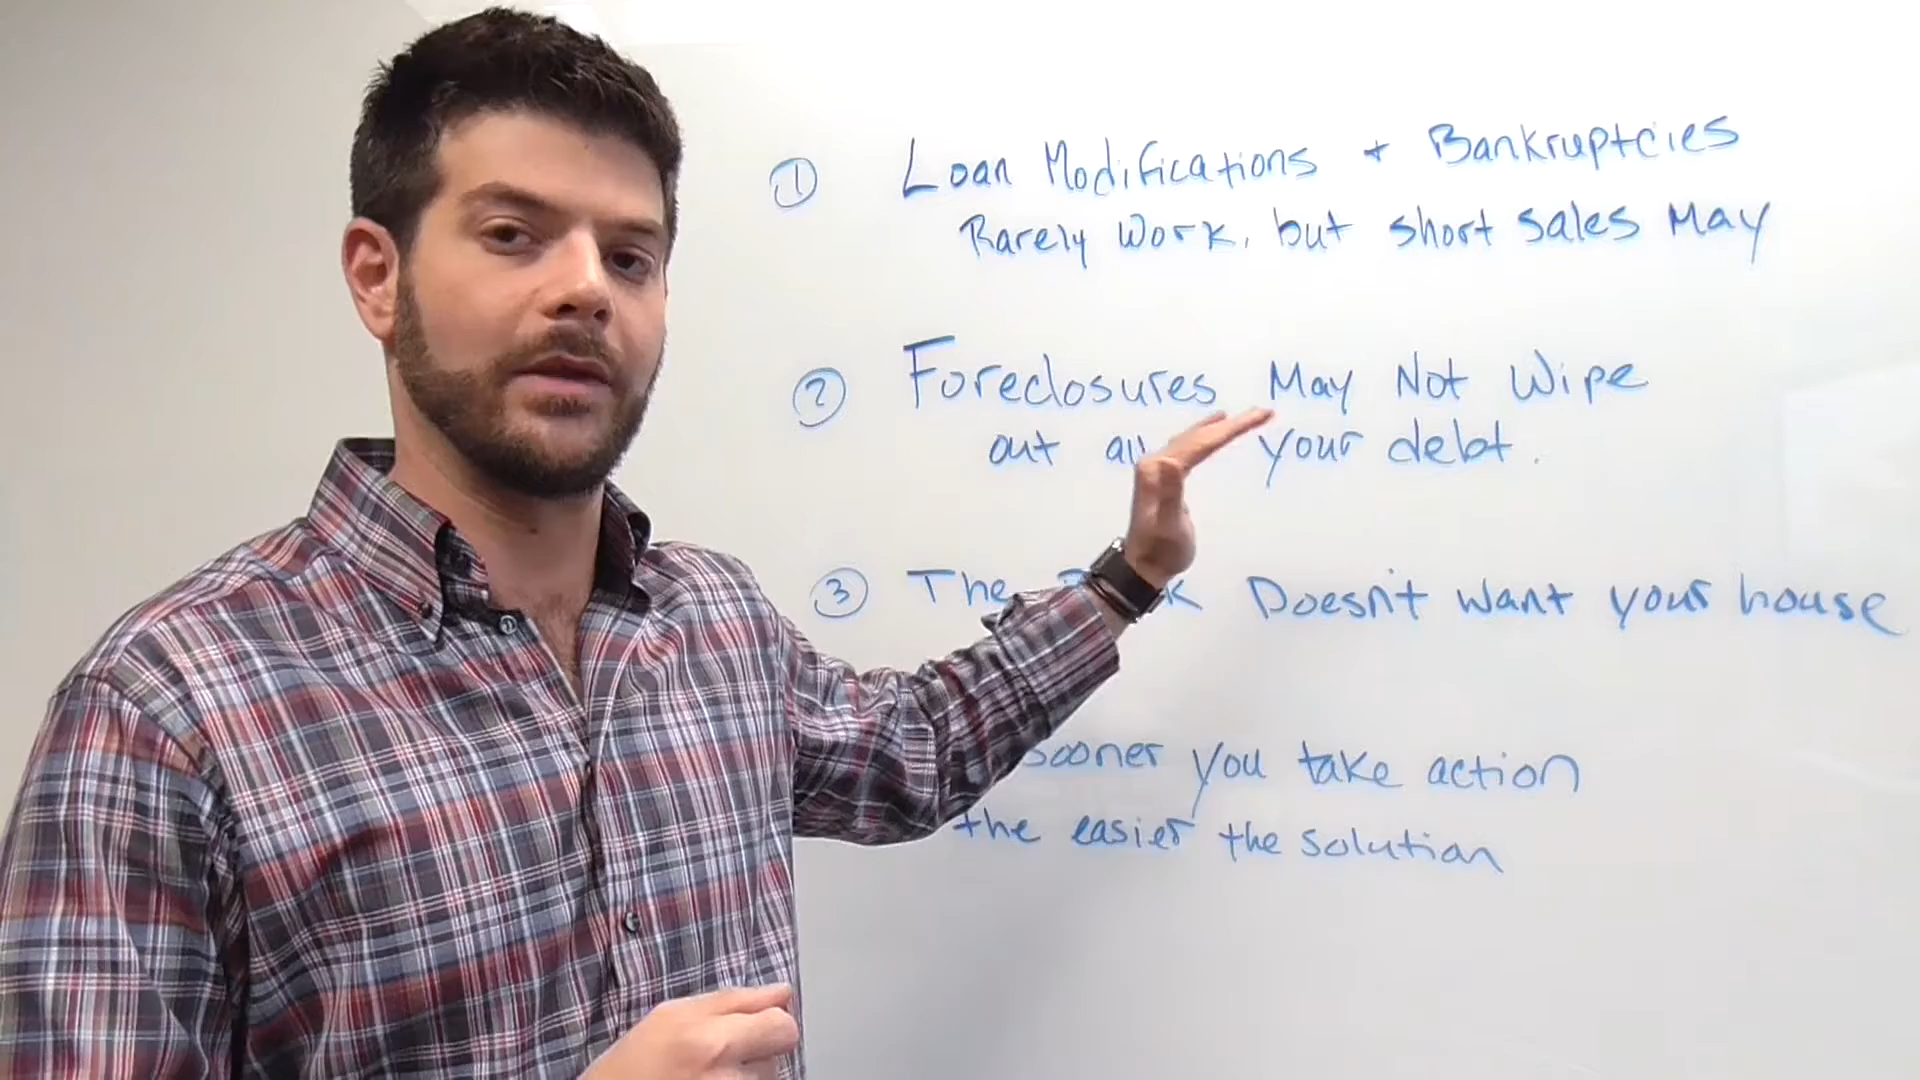 1 Loan Modifications + Bankruptcies
Rarely Work, but short sales May
2 Foreclosures May Not Wipe
out all your debt.
3 The Doesn't want your house
sooner you take action
the easier the solution